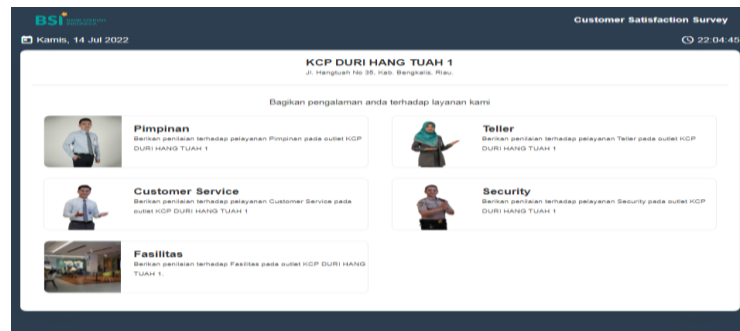 BSI
Customer Satisfaction Survey
Kamis, 14 Jul 2022
22:04:45
KCP DURI HANG TUAH 1
Jl. Hangtuah No 35, Kab. Bengkalis, Riau.
Bagikan pengalaman anda terhadap layanan kami
Pimpinan
Berikan penilaian terhadap pelayanan Pimpinan pada outlet KCP
DURI HANG TUAH 1
Teller
Berikan penilaian terhadap pelayanan Teller pada outlet KCP
DURI HANG TUAH 1
Customer Service
Berikan penilaian terhadap pelayanan Customer Service pada
outlet KCP DURI HANG TUAH 1
Security
Berikan penilaian terhadap pelayanan Security pada outlet KCP
DURI HANG TUAH 1
Fasilitas
Berikan penilaian terhadap Fasilitas pada outlet KCP DURI HANG
TUAH 1.